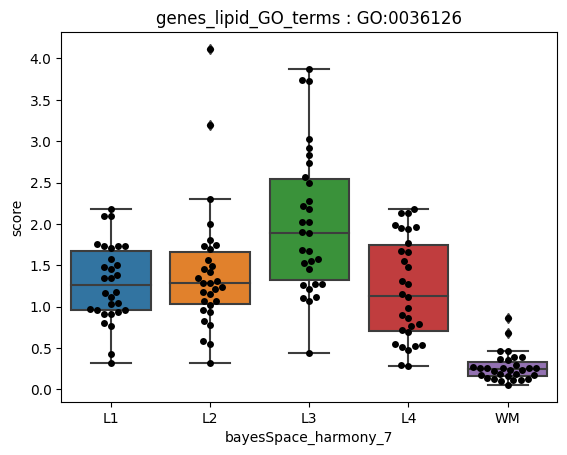 genes_lipid_GO_terms : GO:0036126
4.0
3.5
3.0
2.5
2.0
1.5
1.0
0.5
0.0
score
L1 L2 L3 L4 WM
bayesSpace_harmony_7